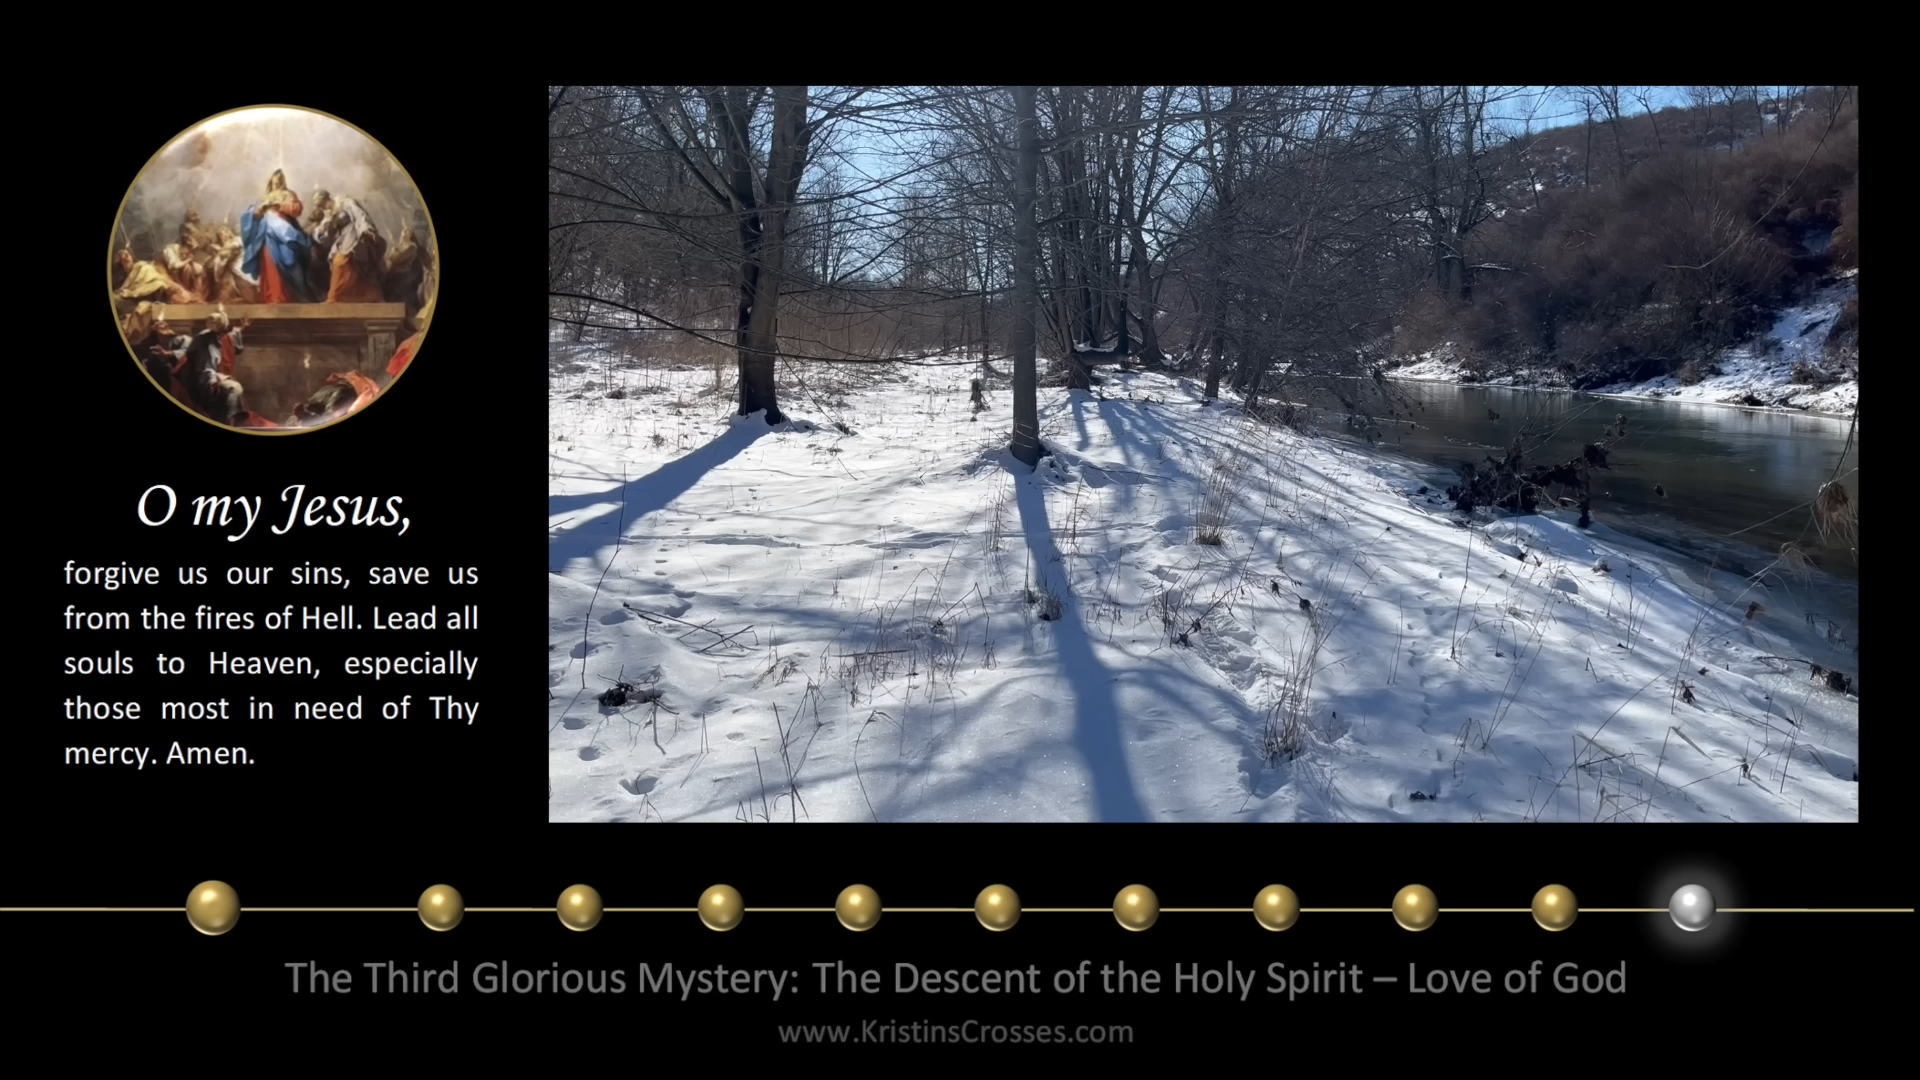 O my Jesus,
forgive us our sins, save us
from the fires of Hell. Lead all
souls to Heaven, especially
those most in need of Thy
mercy. Amen.
The Third Glorious Mystery: The Descent of the Holy Spirit – Love of God
www.KristinsCrosses.com